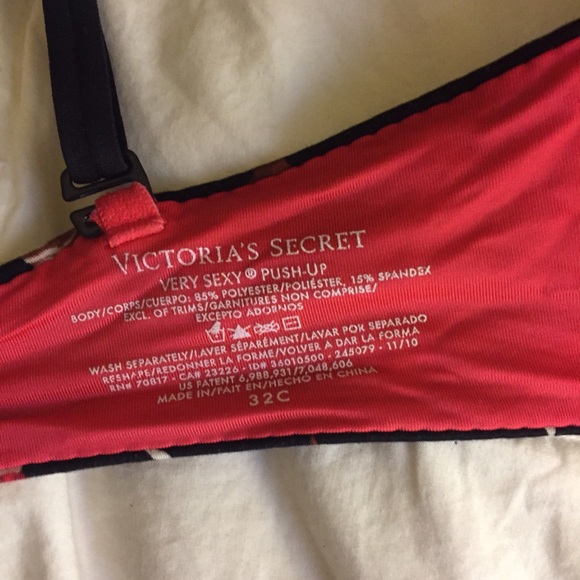 VICTORIA'S SECRET
VERY SEXY® PUSH-UP
BODY/CORPS/CUERPO: 85% POLYESTER/POLIÉSTER, 15% SPANDEX
EXCL. OF TRIMS/GARNITURES NON COMPRISE/
EXCEPTO ADORNOS
WASH SEPARATELY/LAVER SÉPARÉMENT/LAVAR POR SEPARADO
RESHAPE/REDONNER LA FORME/VOLVER A DAR LA FORMA
RN# 70817 · CA# 23226 · ID# 36010500 · 245079 · 11/10
US PATENT 6,988,931/7,048,606
MADE IN/FAIT EN/HECHO EN CHINA
32C